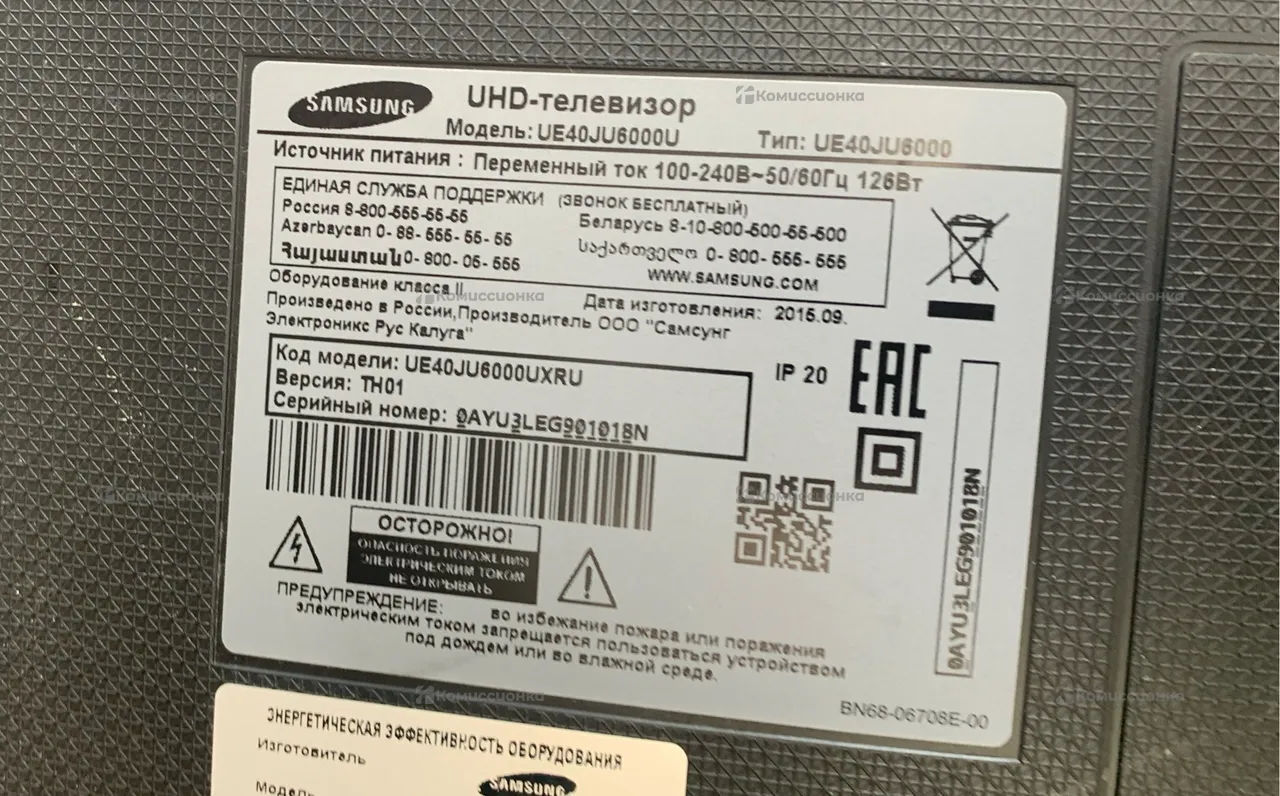 SAMSUNG
UHD-телевизор
Модель: UE40JU6000U
Тип: UE40JU6000
Источник питания : Переменный ток 100-240В~50/60Гц 126Вт
ЕДИНАЯ СЛУЖБА ПОДДЕРЖКИ (ЗВОНОК БЕСПЛАТНЫЙ)
Россия 8-800-555-55-55
Беларусь 8-10-800-500-55-500
Azerbaycan 0- 88- 555- 55- 55
საქართველო 0- 800- 555- 555
Հայաստան 0- 800- 05- 555
WWW.SAMSUNG.COM
Оборудование класса II
Дата изготовления: 2015.09.
Произведено в России,Производитель ООО "Самсунг
Электроникс Рус Калуга"
Код модели: UE40JU6000UXRU
Версия: TH01
Серийный номер: 0AYU3LEG901018N
IP 20
EAC
ОСТОРОЖНО!
ОПАСНОСТЬ ПОРАЖЕНИЯ
ЭЛЕКТРИЧЕСКИМ ТОКОМ
НЕ ОТКРЫВАТЬ
ПРЕДУПРЕЖДЕНИЕ: во избежание пожара или поражения
электрическим током запрещается пользоваться устройством
под дождем или во влажной среде.
0AYU3LEG901018N
BN68-06708E-00
ЭНЕРГЕТИЧЕСКАЯ ЭФФЕКТИВНОСТЬ ОБОРУДОВАНИЯ
Изготовитель
SAMSUNG
Модель
Комиссионка
Комиссионка
Комиссионка
Комиссионка
Комиссионка
Комиссионка
Комиссионка